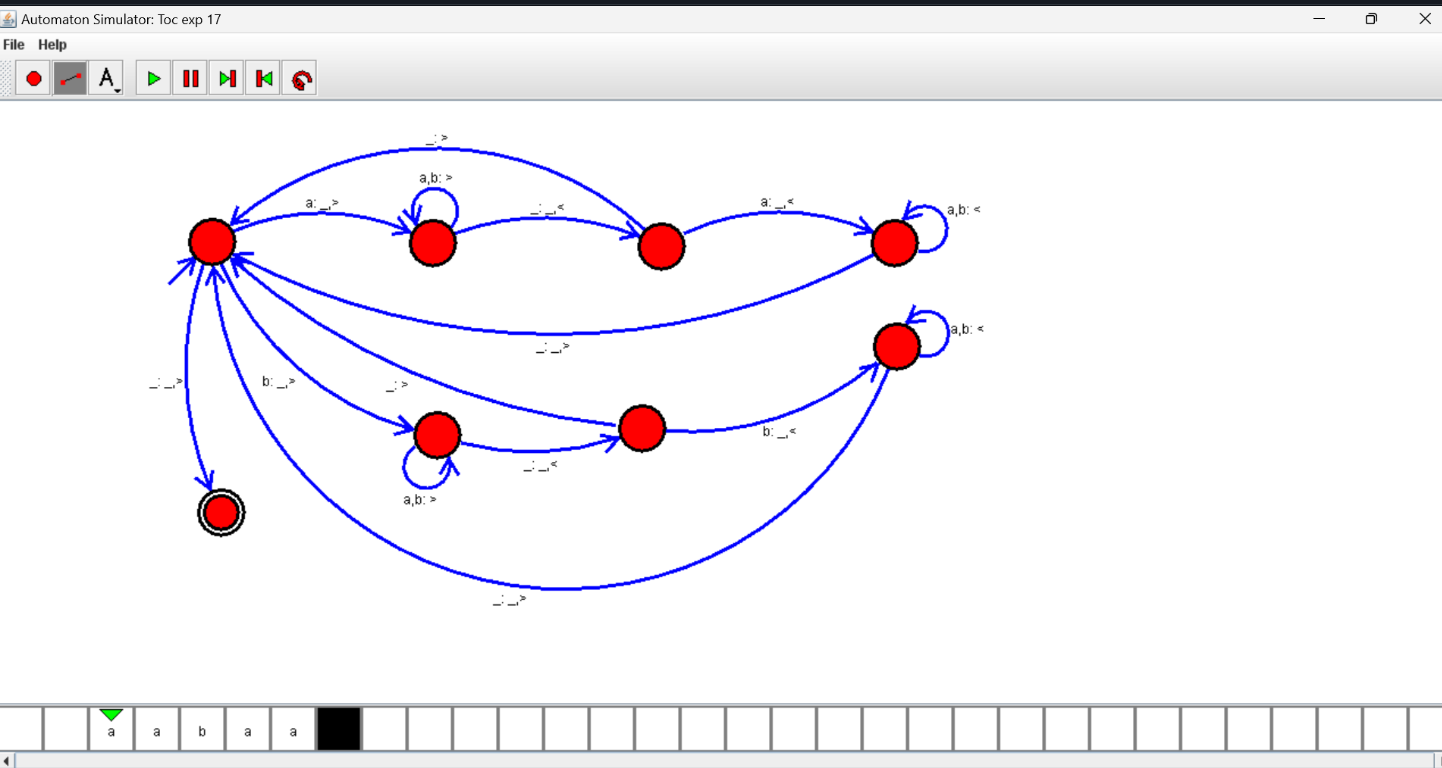 Automaton Simulator: Toc exp 17
File Help
A
_: >
a,b: >
a: _,>
_: _,<
a: _,<
a,b: <
a,b: <
_: _,>
_: _,>
b: _,>
_: >
b: _,<
_: _,<
a,b: >
_: _,>
a a b a a